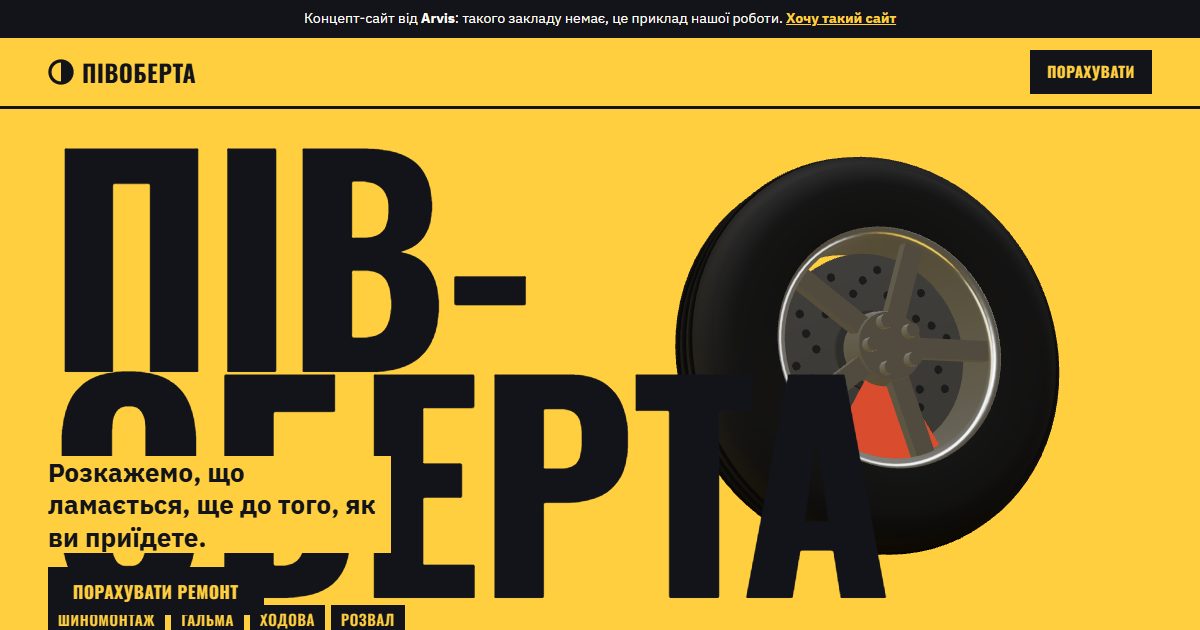 Концепт-сайт від Arvis: такого закладу немає, це приклад нашої роботи. Хочу такий сайт
ПІВОБЕРТА
ПОРАХУВАТИ
ПІВ-
ОБЕРТА
Розкажемо, що
ламається, ще до того, як
ви приїдете.
ПОРАХУВАТИ РЕМОНТ
ШИНОМОНТАЖ ГАЛЬМА ХОДОВА РОЗВАЛ